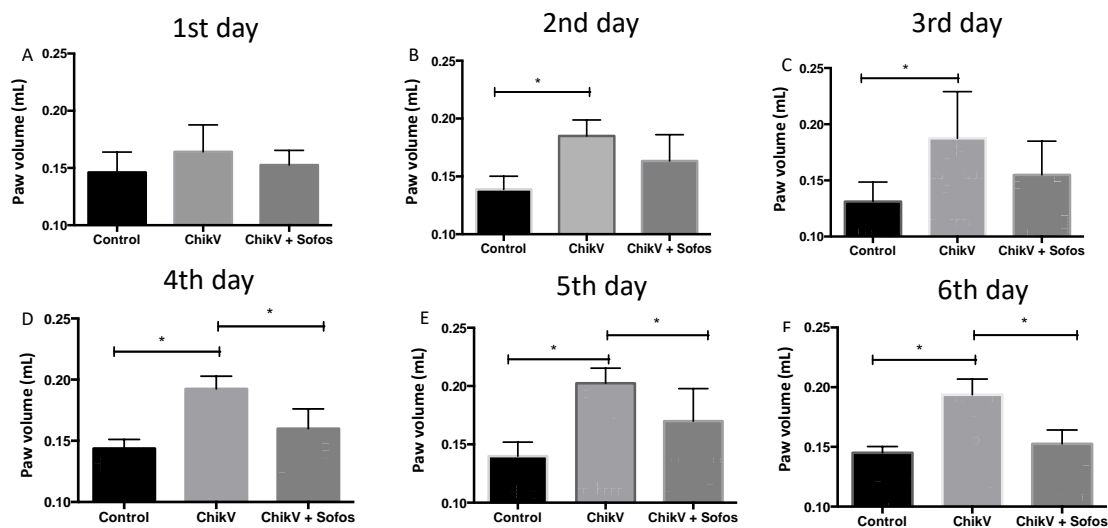 1st day
A
Paw volume (mL)
0.25
0.20
0.15
0.10
Control ChikV ChikV + Sofos
2nd day
B
Paw volume (mL)
0.25
*
0.20
0.15
0.10
Control ChikV ChikV + Sofos
3rd day
C
Paw volume (mL)
0.25
*
0.20
0.15
0.10
Control ChikV ChikV + Sofos
4th day
D
Paw volume (mL)
0.25
* *
0.20
0.15
0.10
Control ChikV ChikV + Sofos
5th day
E
Paw volume (mL)
0.25
* *
0.20
0.15
0.10
Control ChikV ChikV + Sofos
6th day
F
Paw volume (mL)
0.25
* *
0.20
0.15
0.10
Control ChikV ChikV + Sofos